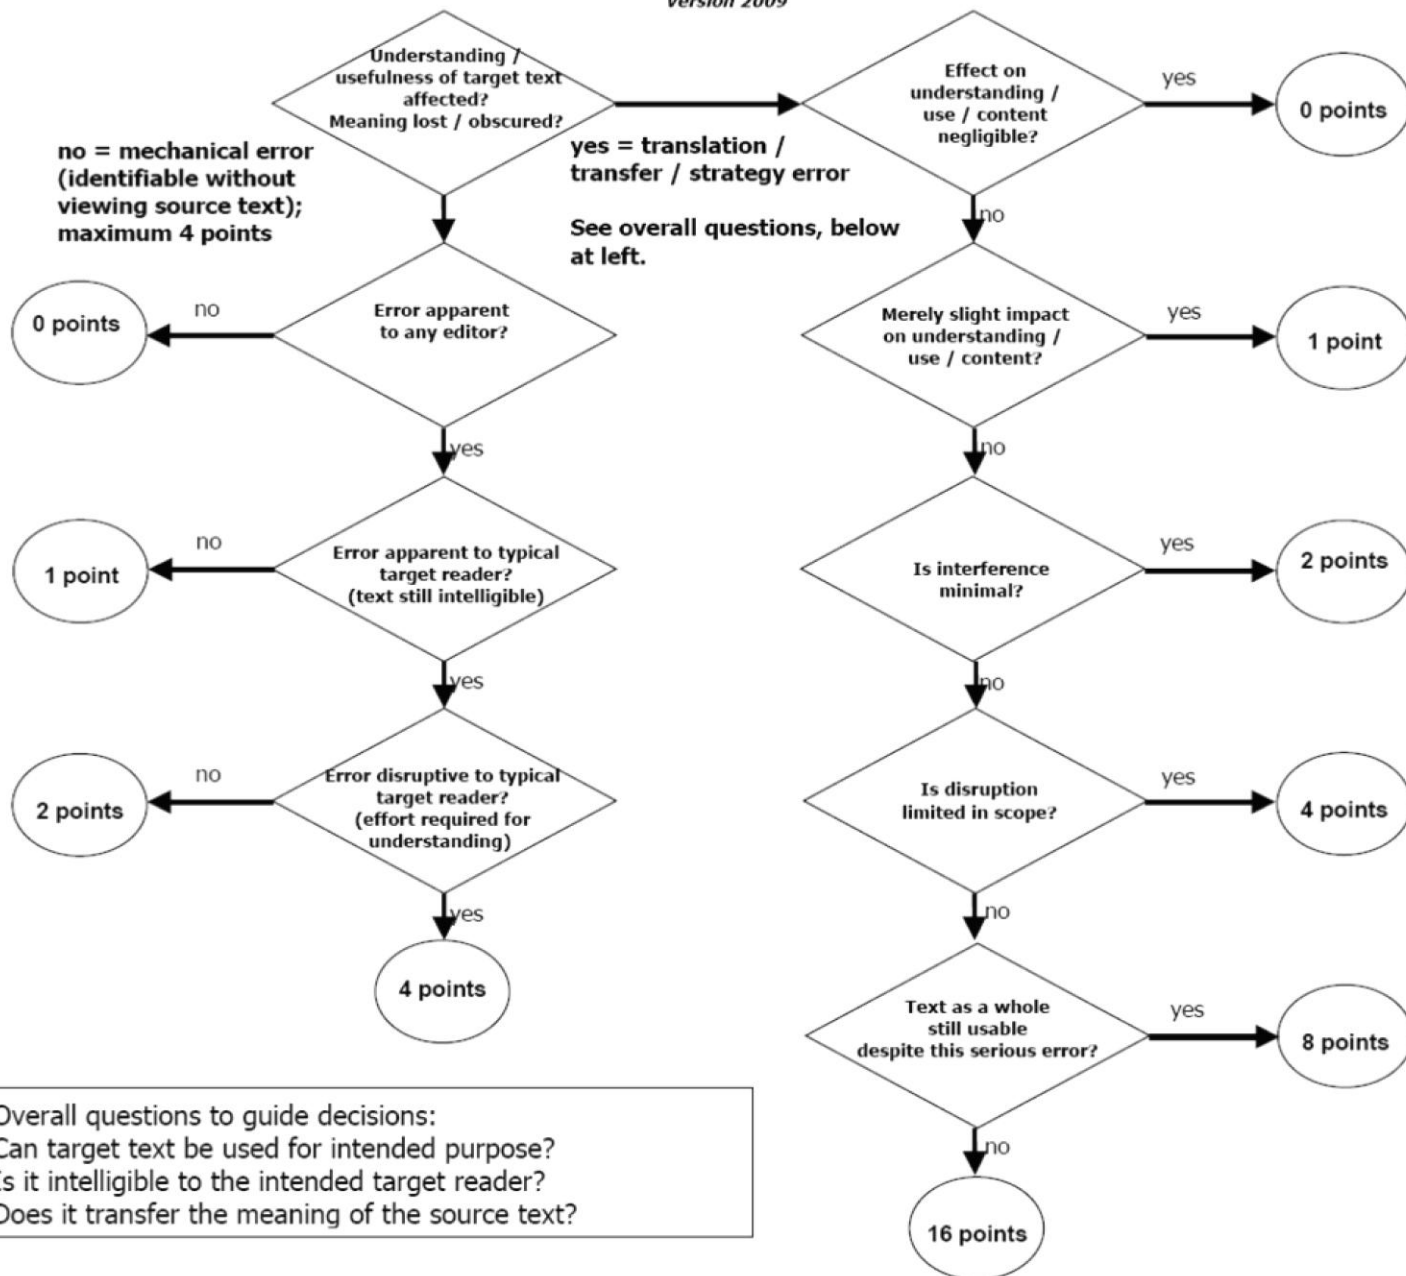 Version 2009
Understanding /
usefulness of target text
affected?
Meaning lost / obscured?
Effect on
understanding /
use / content
negligible?
yes
0 points
no = mechanical error
(identifiable without
viewing source text);
maximum 4 points
yes = translation /
transfer / strategy error
See overall questions, below
at left.
no
0 points
no
Error apparent
to any editor?
Merely slight impact
on understanding /
use / content?
yes
1 point
yes
no
1 point
no
Error apparent to typical
target reader?
(text still intelligible)
Is interference
minimal?
yes
2 points
yes
no
2 points
no
Error disruptive to typical
target reader?
(effort required for
understanding)
Is disruption
limited in scope?
yes
4 points
yes
no
4 points
Text as a whole
still usable
despite this serious error?
yes
8 points
no
16 points
Overall questions to guide decisions:
Can target text be used for intended purpose?
Is it intelligible to the intended target reader?
Does it transfer the meaning of the source text?